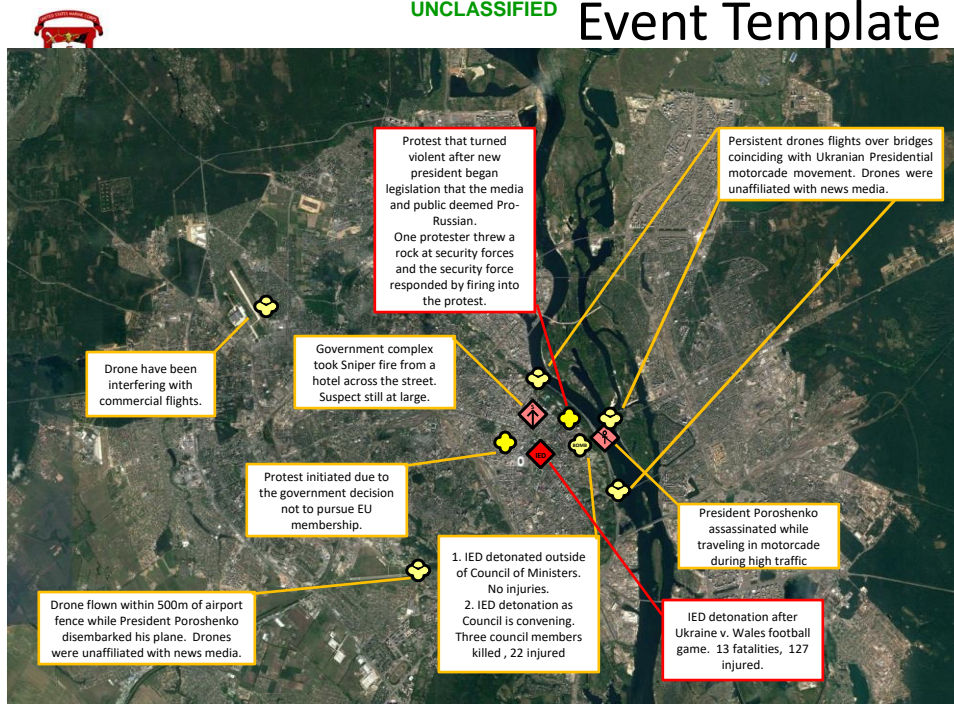 UNITED STATES MARINE CORPS
UNCLASSIFIED
Event Template
Protest that turned
violent after new
president began
legislation that the media
and public deemed Pro-
Russian.
One protester threw a
rock at security forces
and the security force
responded by firing into
the protest.
Persistent drones flights over bridges
coinciding with Ukranian Presidential
motorcade movement. Drones were
unaffiliated with news media.
Drone have been
interfering with
commercial flights.
Government complex
took Sniper fire from a
hotel across the street.
Suspect still at large.
BOMB
IED
0
Protest initiated due to
the government decision
not to pursue EU
membership.
President Poroshenko
assassinated while
traveling in motorcade
during high traffic
1. IED detonated outside
of Council of Ministers.
No injuries.
2. IED detonation as
Council is convening.
Three council members
killed , 22 injured
Drone flown within 500m of airport
fence while President Poroshenko
disembarked his plane. Drones
were unaffiliated with news media.
IED detonation after
Ukraine v. Wales football
game. 13 fatalities, 127
injured.